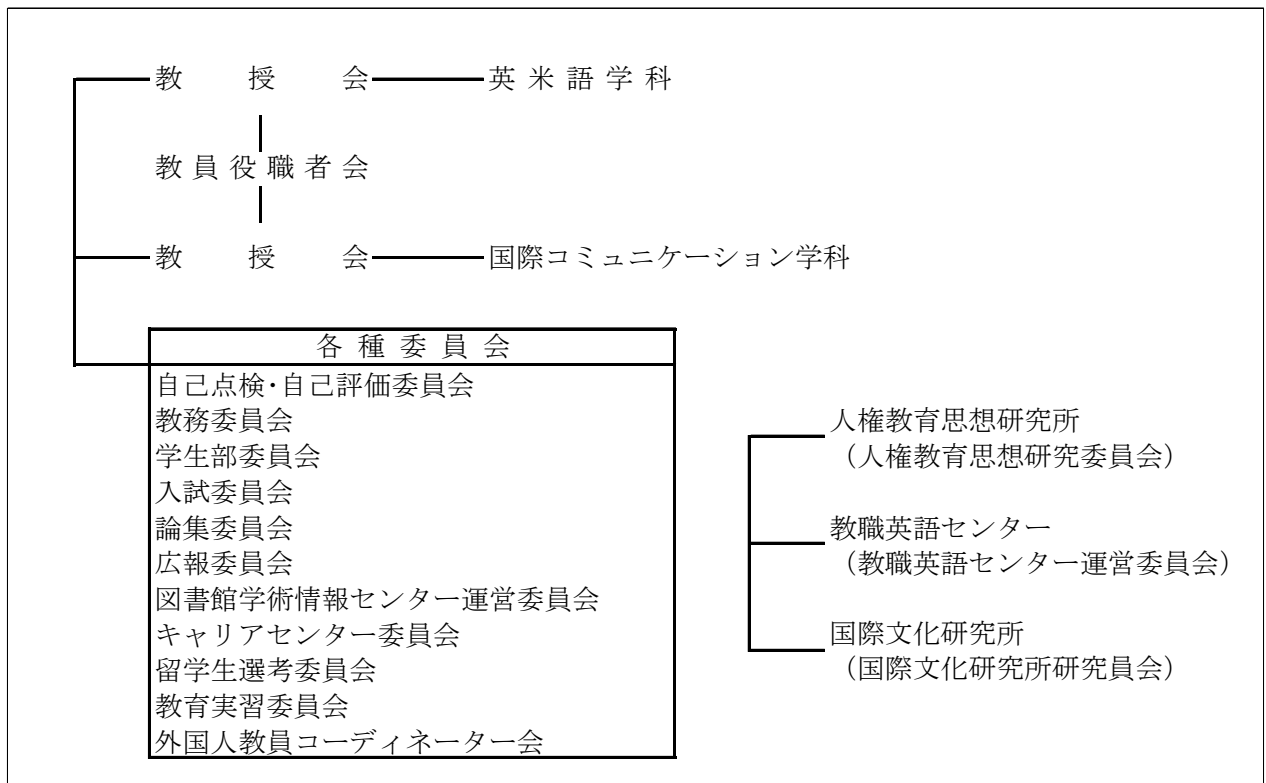 教授会 英米語学科
教員役職者会
教授会 国際コミュニケーション学科
各種委員会
自己点検・自己評価委員会
教務委員会
学生部委員会
入試委員会
論集委員会
広報委員会
図書館学術情報センター運営委員会
キャリアセンター委員会
留学生選考委員会
教育実習委員会
外国人教員コーディネーター会
人権教育思想研究所
（人権教育思想研究委員会）
教職英語センター
（教職英語センター運営委員会）
国際文化研究所
（国際文化研究所研究員会）